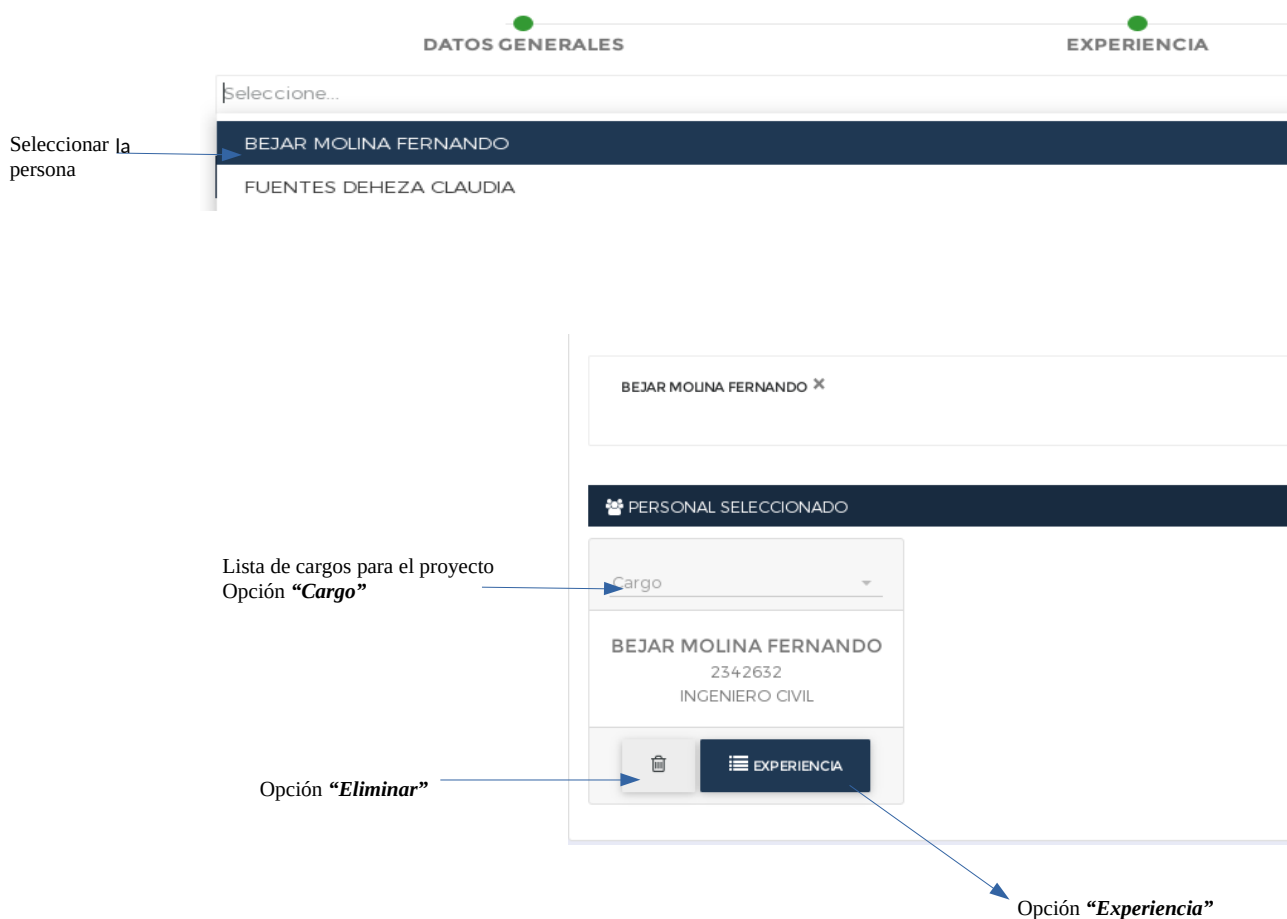 DATOS GENERALES
EXPERIENCIA
Seleccione...
Seleccionar la
persona
BEJAR MOLINA FERNANDO
FUENTES DEHEZA CLAUDIA
BEJAR MOLINA FERNANDO ×
PERSONAL SELECCIONADO
Lista de cargos para el proyecto
Opción “Cargo”
Cargo
BEJAR MOLINA FERNANDO
2342632
INGENIERO CIVIL
EXPERIENCIA
Opción “Eliminar”
Opción “Experiencia”